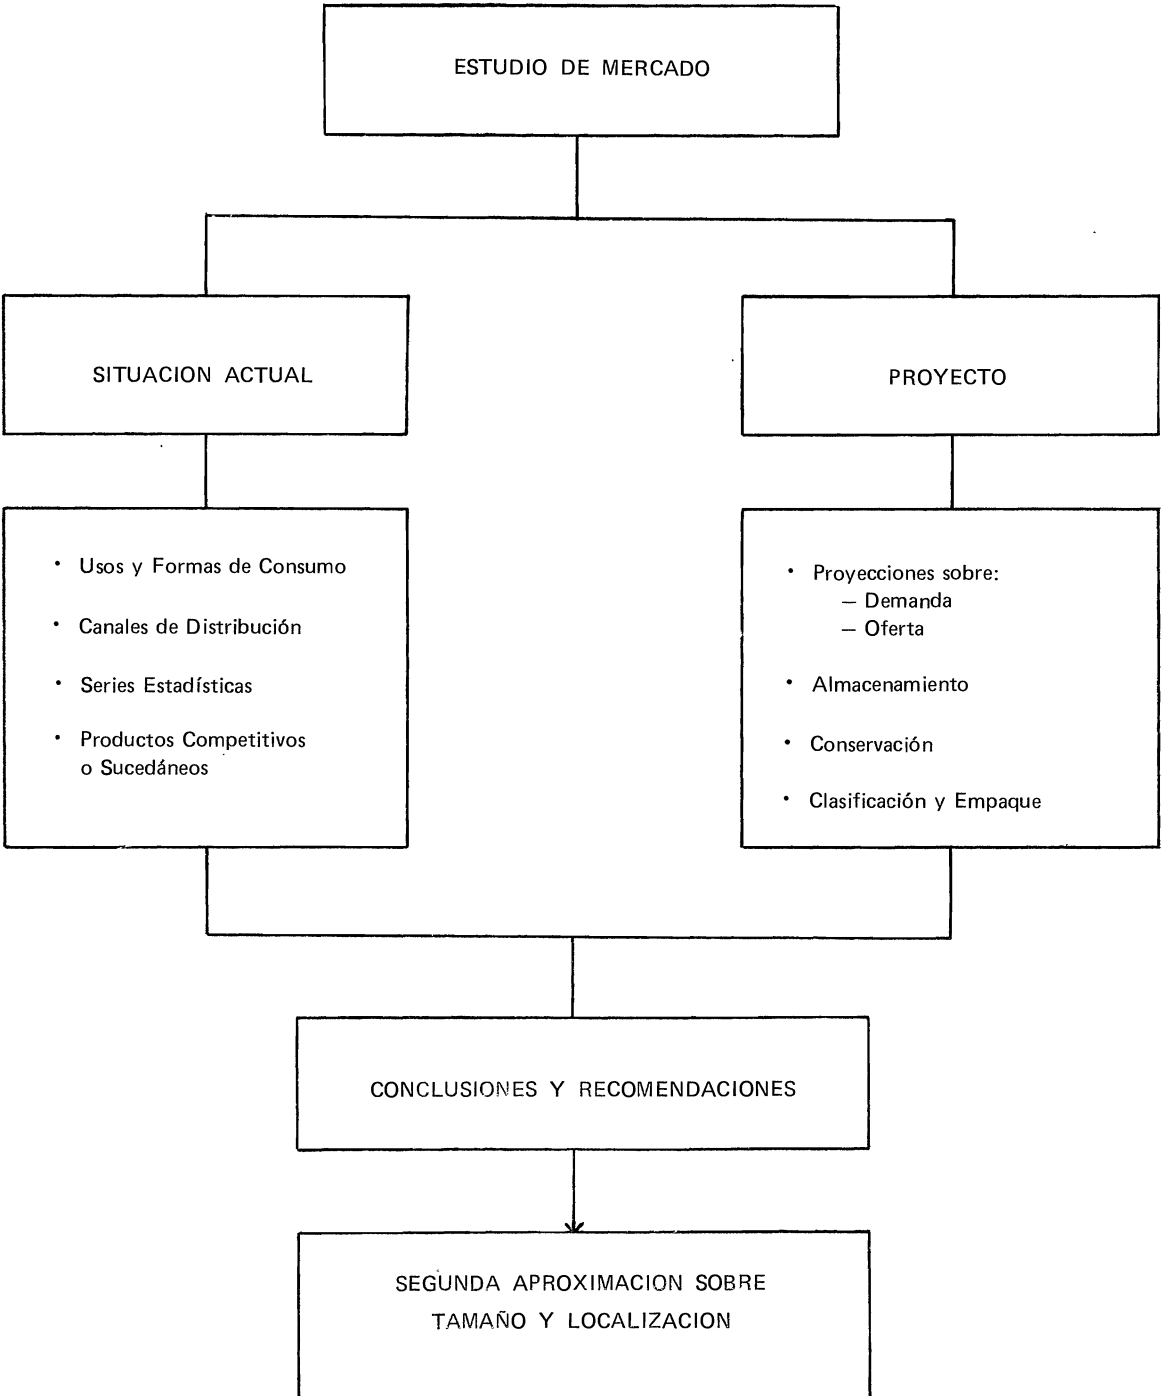 ESTUDIO DE MERCADO
SITUACION ACTUAL
• Usos y Formas de Consumo
• Canales de Distribución
• Series Estadísticas
• Productos Competitivos
o Sucedáneos
PROYECTO
• Proyecciones sobre:
— Demanda
— Oferta
• Almacenamiento
• Conservación
• Clasificación y Empaque
CONCLUSIONES Y RECOMENDACIONES
SEGUNDA APROXIMACION SOBRE
TAMAÑO Y LOCALIZACION